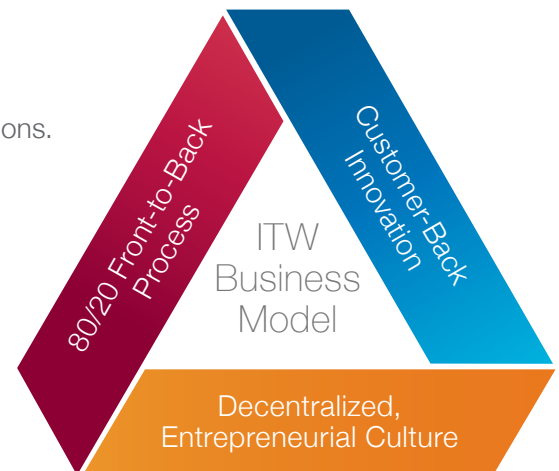 ons.
80/20 Front-to-Back
Process
Customer-Back
Innovation
ITW
Business
Model
Decentralized,
Entrepreneurial Culture